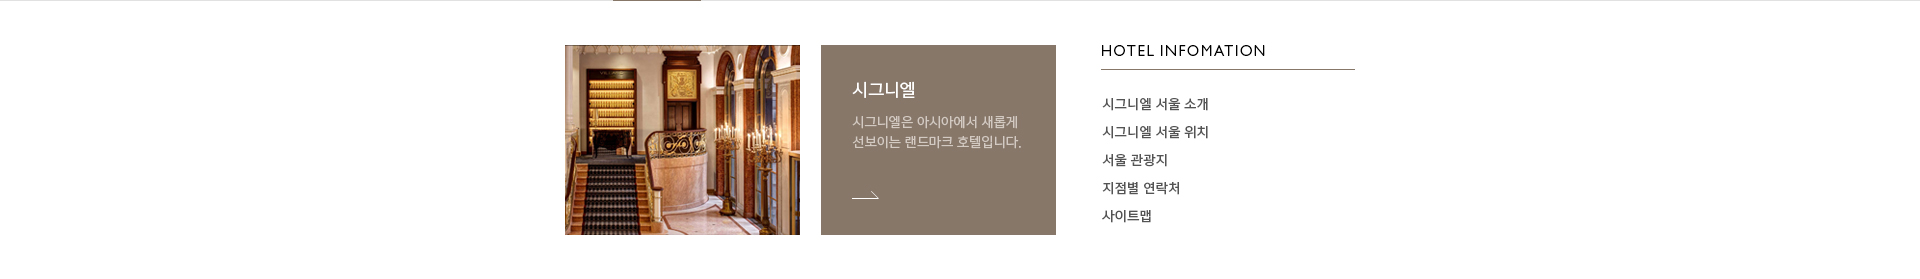 시그니엘
시그니엘은 아시아에서 새롭게
선보이는 랜드마크 호텔입니다.
HOTEL INFOMATION
시그니엘 서울 소개
시그니엘 서울 위치
서울 관광지
지점별 연락처
사이트맵